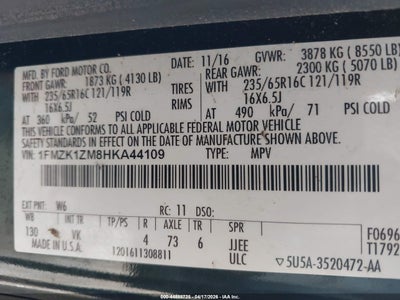 MFD. BY FORD MOTOR CO.
11/16
GVWR: 3878 KG ( 8550 LB)
FRONT GAWR:
1873 KG ( 4130 LB)
REAR GAWR:
2300 KG ( 5070 LB)
WITH
235/65R16C 121/119R
TIRES
WITH
235/65R16C 121/119R
16X6.5J
RIMS
16X6.5J
AT 360 kPa/ 52 PSI COLD
AT 490 kPa/ 71 PSI COLD
THIS VEHICLE CONFORMS TO ALL APPLICABLE FEDERAL MOTOR VEHICLE
SAFETY STANDARDS IN EFFECT ON THE DATE OF MANUFACTURE SHOWN ABOVE.
VIN: 1FMZK1ZM8HKA44109
TYPE: MPV
EXT PNT: W6
RC: 11 DSO:
WB
INT TR
TP/PS
R
AXLE
TR
SPR
F0696
130
VK
4
73
6
JJEE
T1792
MADE IN U.S.A.
1201611308811
ULC
5U5A-3520472-AA